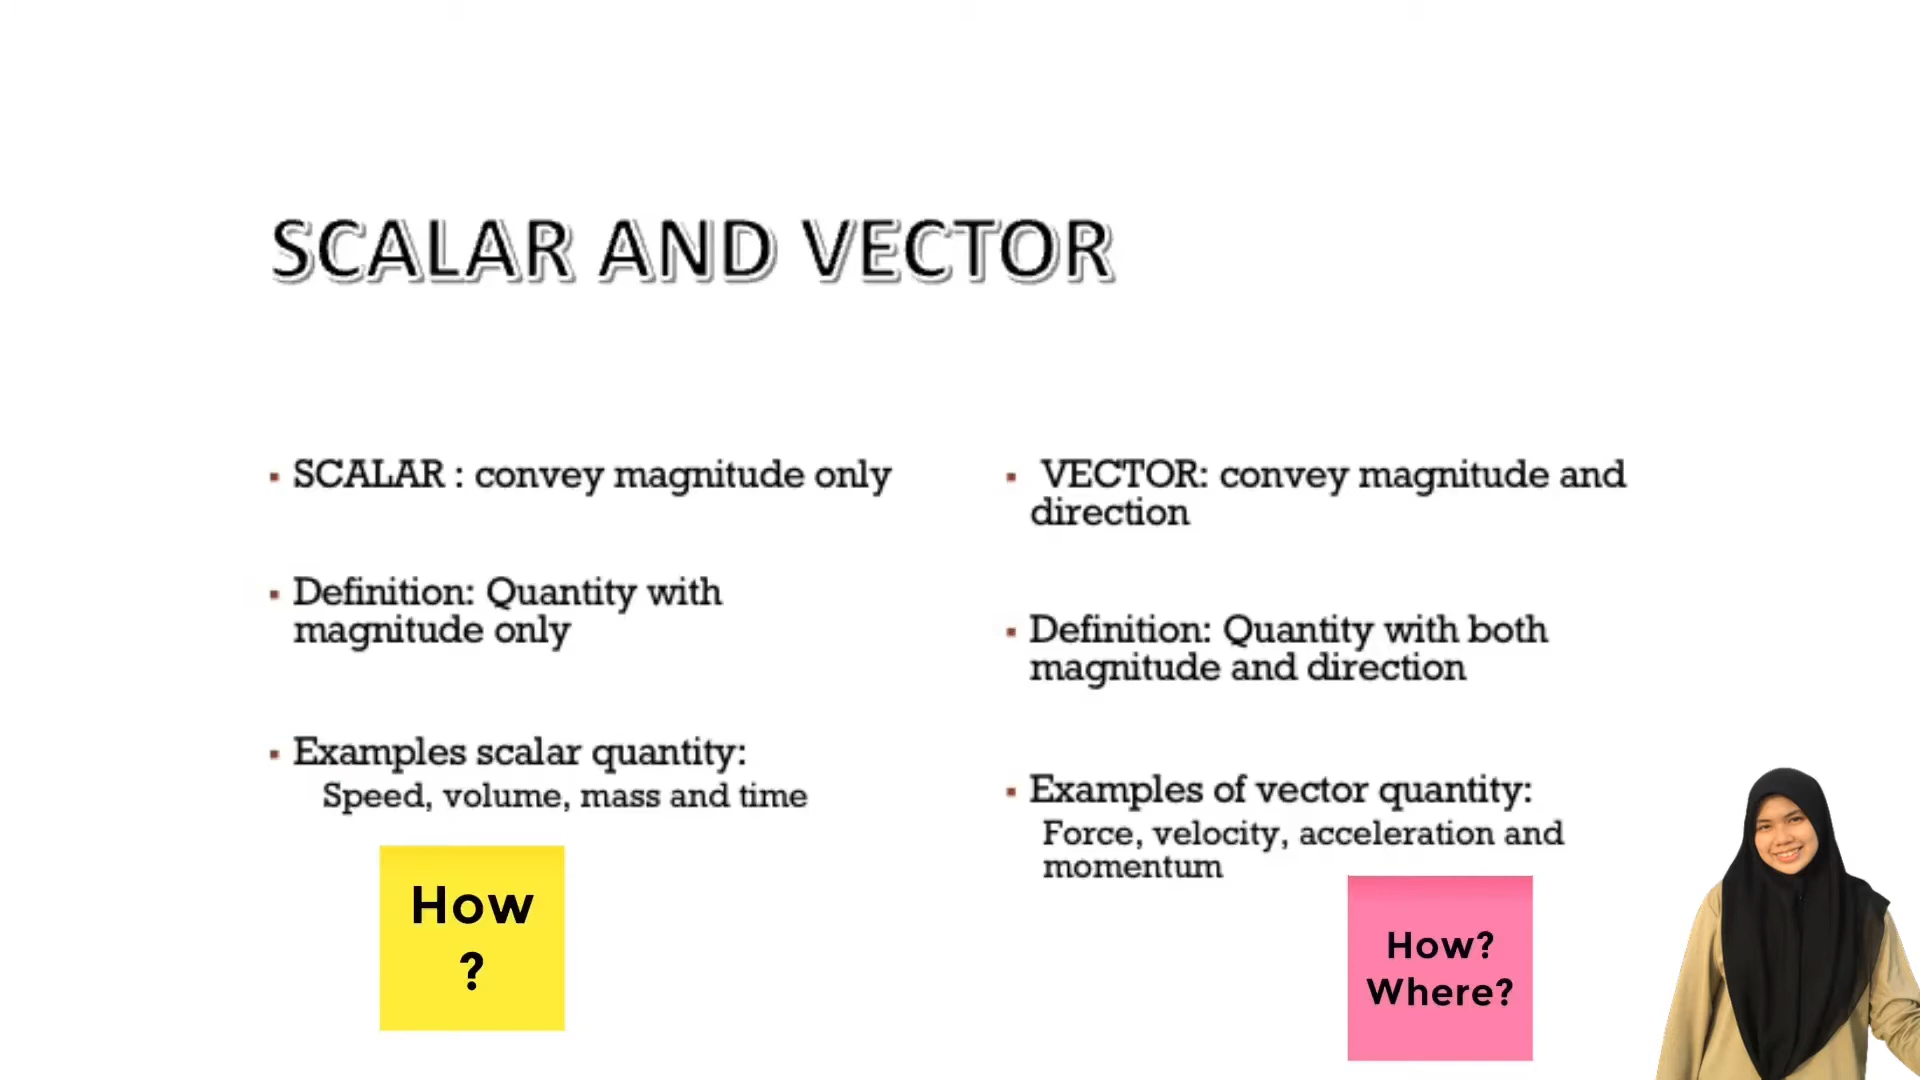 SCALAR AND VECTOR
▪ SCALAR : convey magnitude only
▪ Definition: Quantity with
magnitude only
▪ Examples scalar quantity:
Speed, volume, mass and time
How
?
▪ VECTOR: convey magnitude and
direction
▪ Definition: Quantity with both
magnitude and direction
▪ Examples of vector quantity:
Force, velocity, acceleration and
momentum
How?
Where?